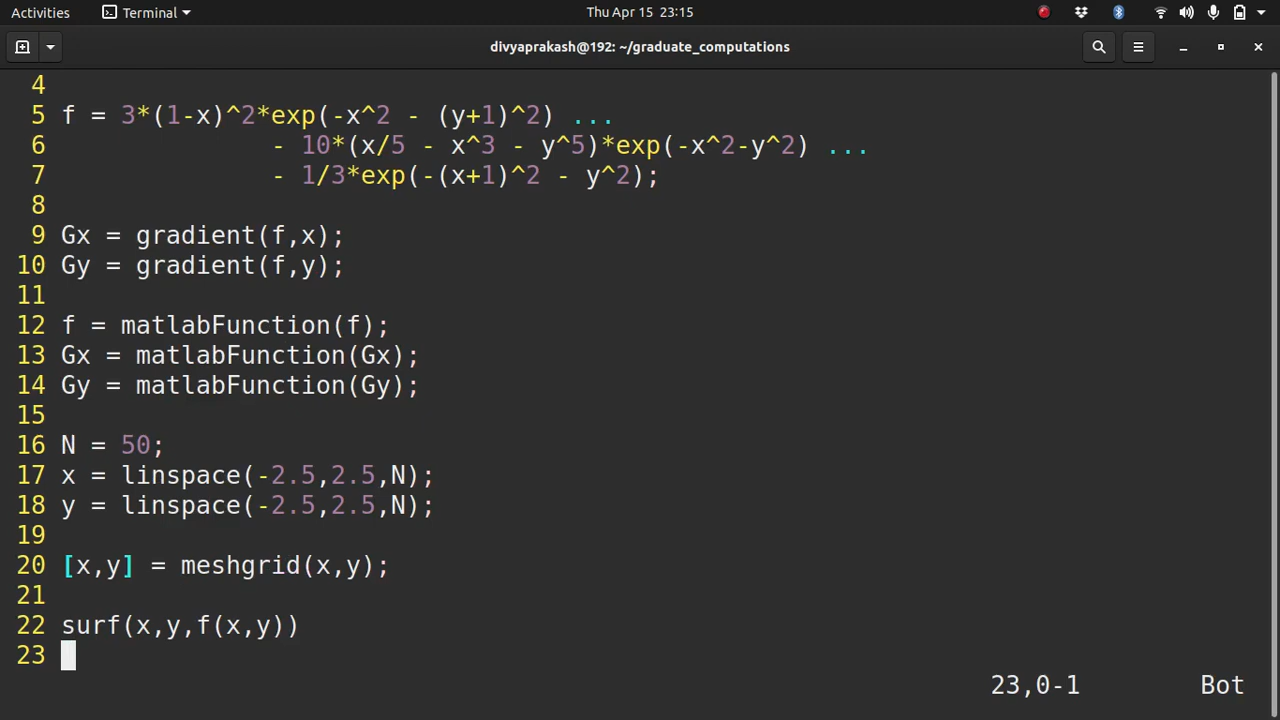 Activities Terminal Thu Apr 15 23:15
divyaprakash@192: ~/graduate_computations
4
5 f = 3*(1-x)^2*exp(-x^2 - (y+1)^2) ...
6 - 10*(x/5 - x^3 - y^5)*exp(-x^2-y^2) ...
7 - 1/3*exp(-(x+1)^2 - y^2);
8
9 Gx = gradient(f,x);
10 Gy = gradient(f,y);
11
12 f = matlabFunction(f);
13 Gx = matlabFunction(Gx);
14 Gy = matlabFunction(Gy);
15
16 N = 50;
17 x = linspace(-2.5,2.5,N);
18 y = linspace(-2.5,2.5,N);
19
20 [x,y] = meshgrid(x,y);
21
22 surf(x,y,f(x,y))
23
23,0-1 Bot